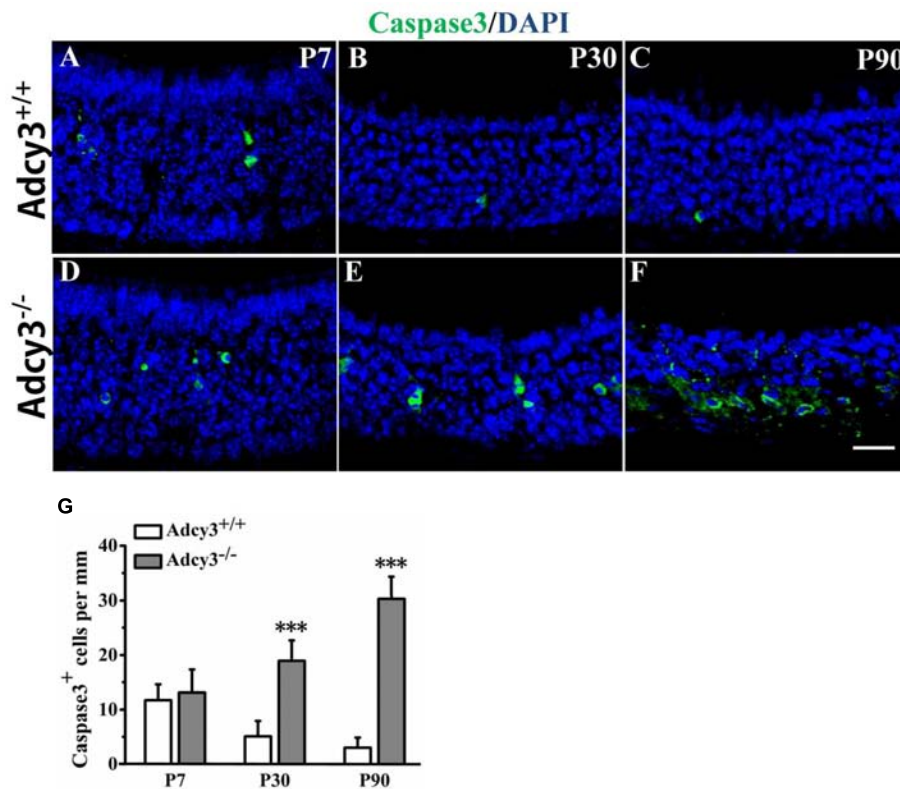 Caspase3/DAPI
A P7 B P30 C P90
Adcy3+/+
D E F
Adcy3-/-
G
Adcy3+/+
Adcy3-/-
Caspase3+ cells per mm
40
30
20
10
0
*** ***
P7 P30 P90